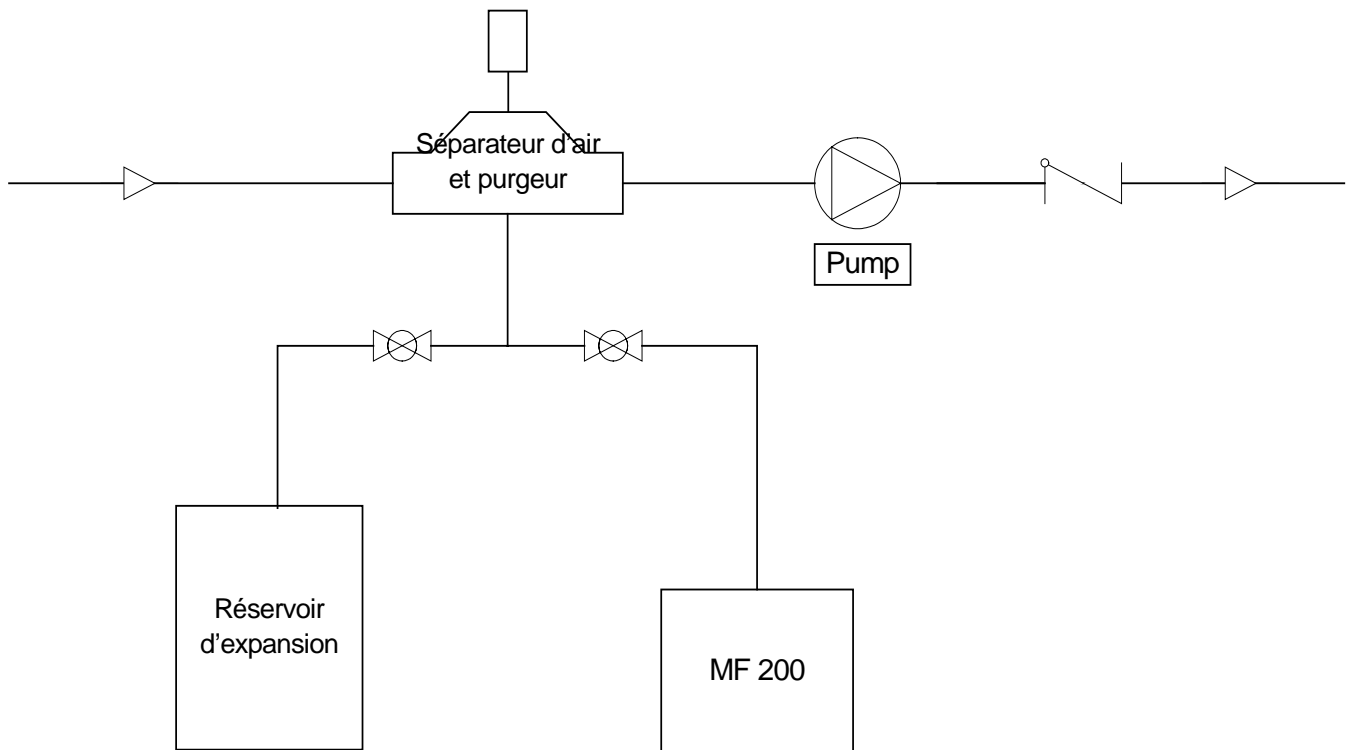 Séparateur d'air
et purgeur
Pump
Réservoir
d'expansion
MF 200